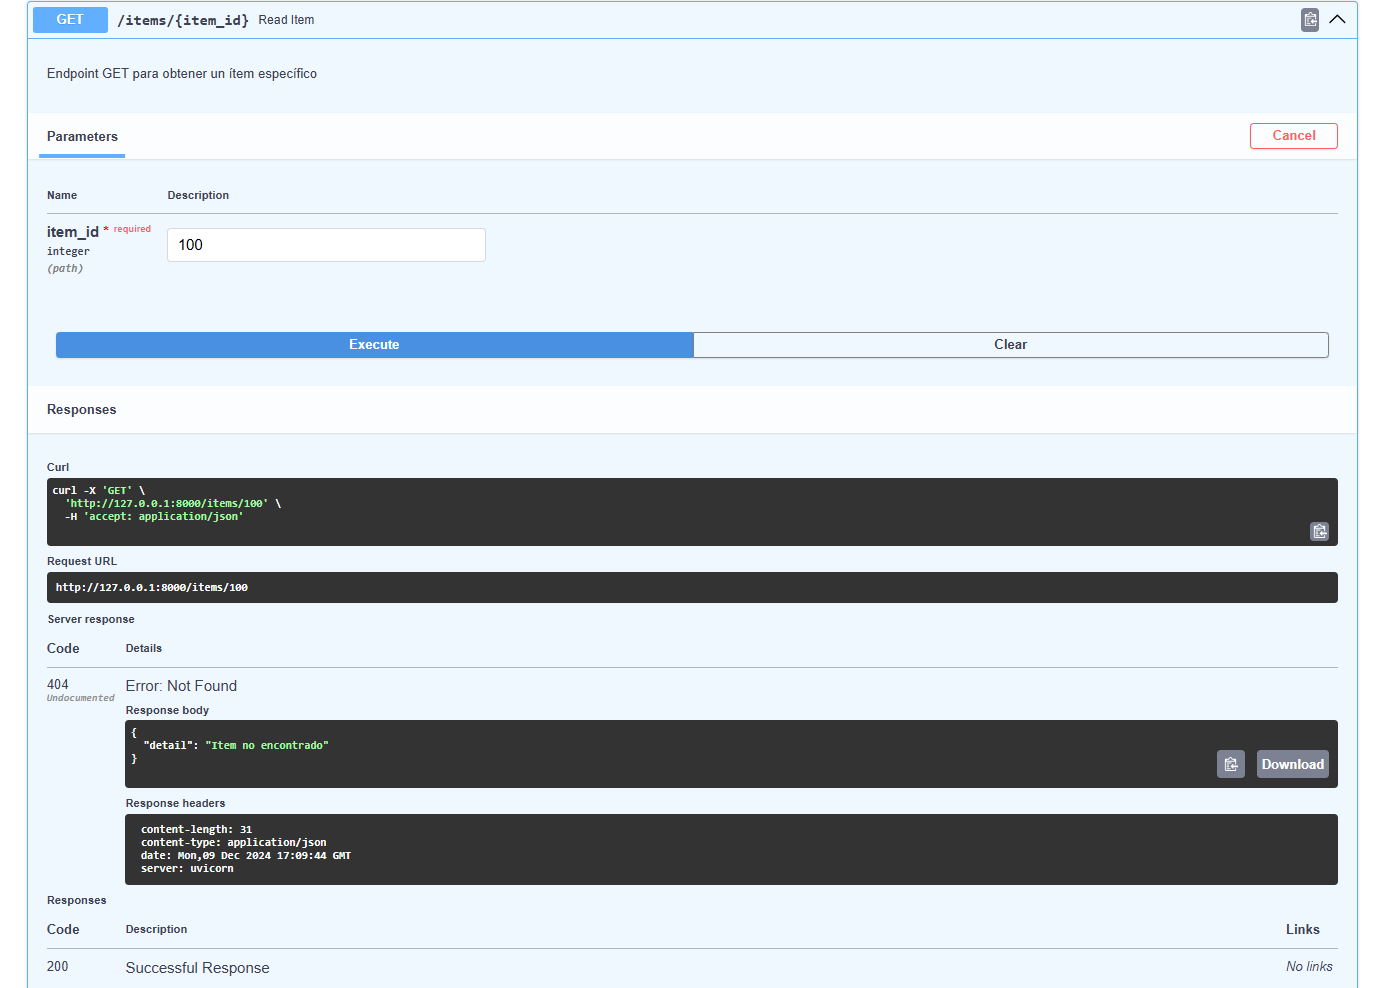 GET /items/{item_id} Read Item
Endpoint GET para obtener un ítem específico
Parameters
Cancel
Name Description
item_id * required
integer
(path)
100
Execute Clear
Responses
Curl
curl -X 'GET' \
'http://127.0.0.1:8000/items/100' \
-H 'accept: application/json'
Request URL
http://127.0.0.1:8000/items/100
Server response
Code Details
404
Undocumented
Error: Not Found
Response body
{
"detail": "Item no encontrado"
}
Download
Response headers
content-length: 31
content-type: application/json
date: Mon,09 Dec 2024 17:09:44 GMT
server: uvicorn
Responses
Code Description Links
200 Successful Response No links